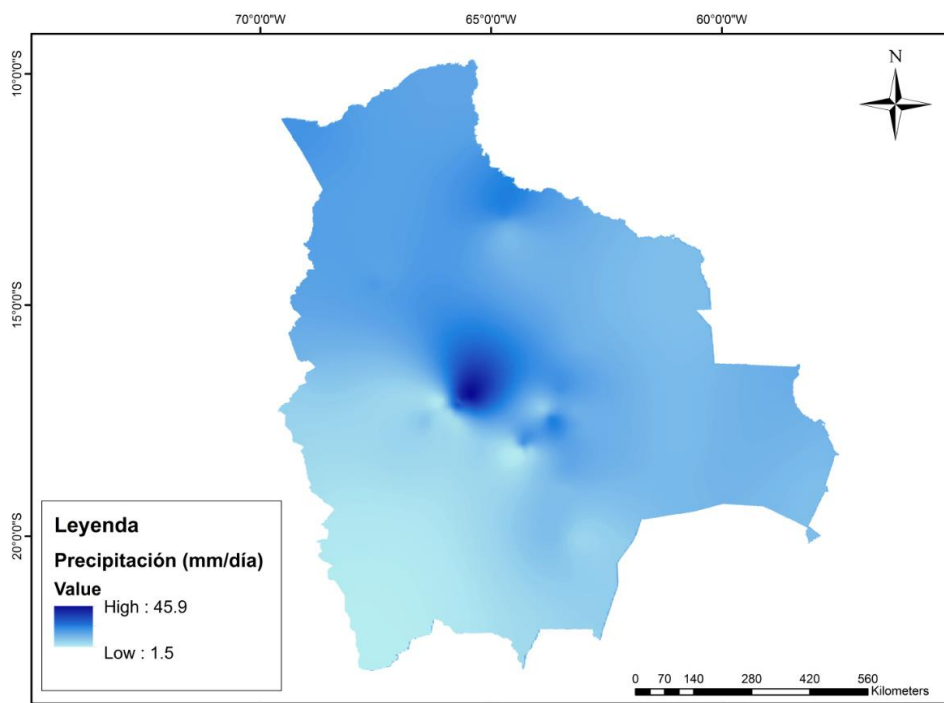 70°0'0"W 65°0'0"W 60°0'0"W
10°0'0"S
N
15°0'0"S
20°0'0"S
Leyenda
Precipitación (mm/día)
Value
High : 45.9
Low : 1.5
0 70 140 280 420 560
Kilometers